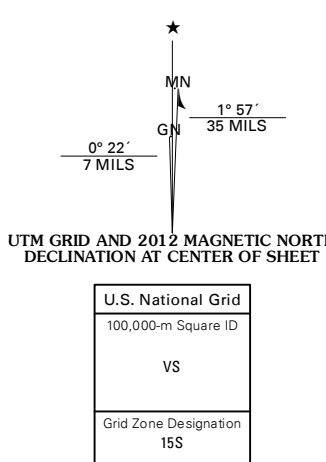 ★
MN
1° 57´
35 MILS
GN
0° 22´
7 MILS
UTM GRID AND 2012 MAGNETIC NORTH
DECLINATION AT CENTER OF SHEET
U.S. National Grid
100,000-m Square ID
VS
Grid Zone Designation
15S